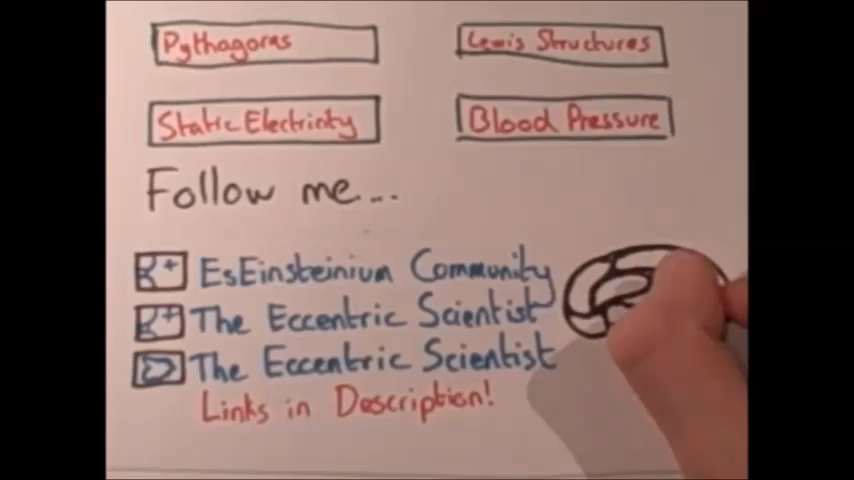 Pythagoras
Lewis Structures
Static Electricity
Blood Pressure
Follow me...
g+ EsEinsteinium Community
g+ The Eccentric Scientist
The Eccentric Scientist
Links in Description!